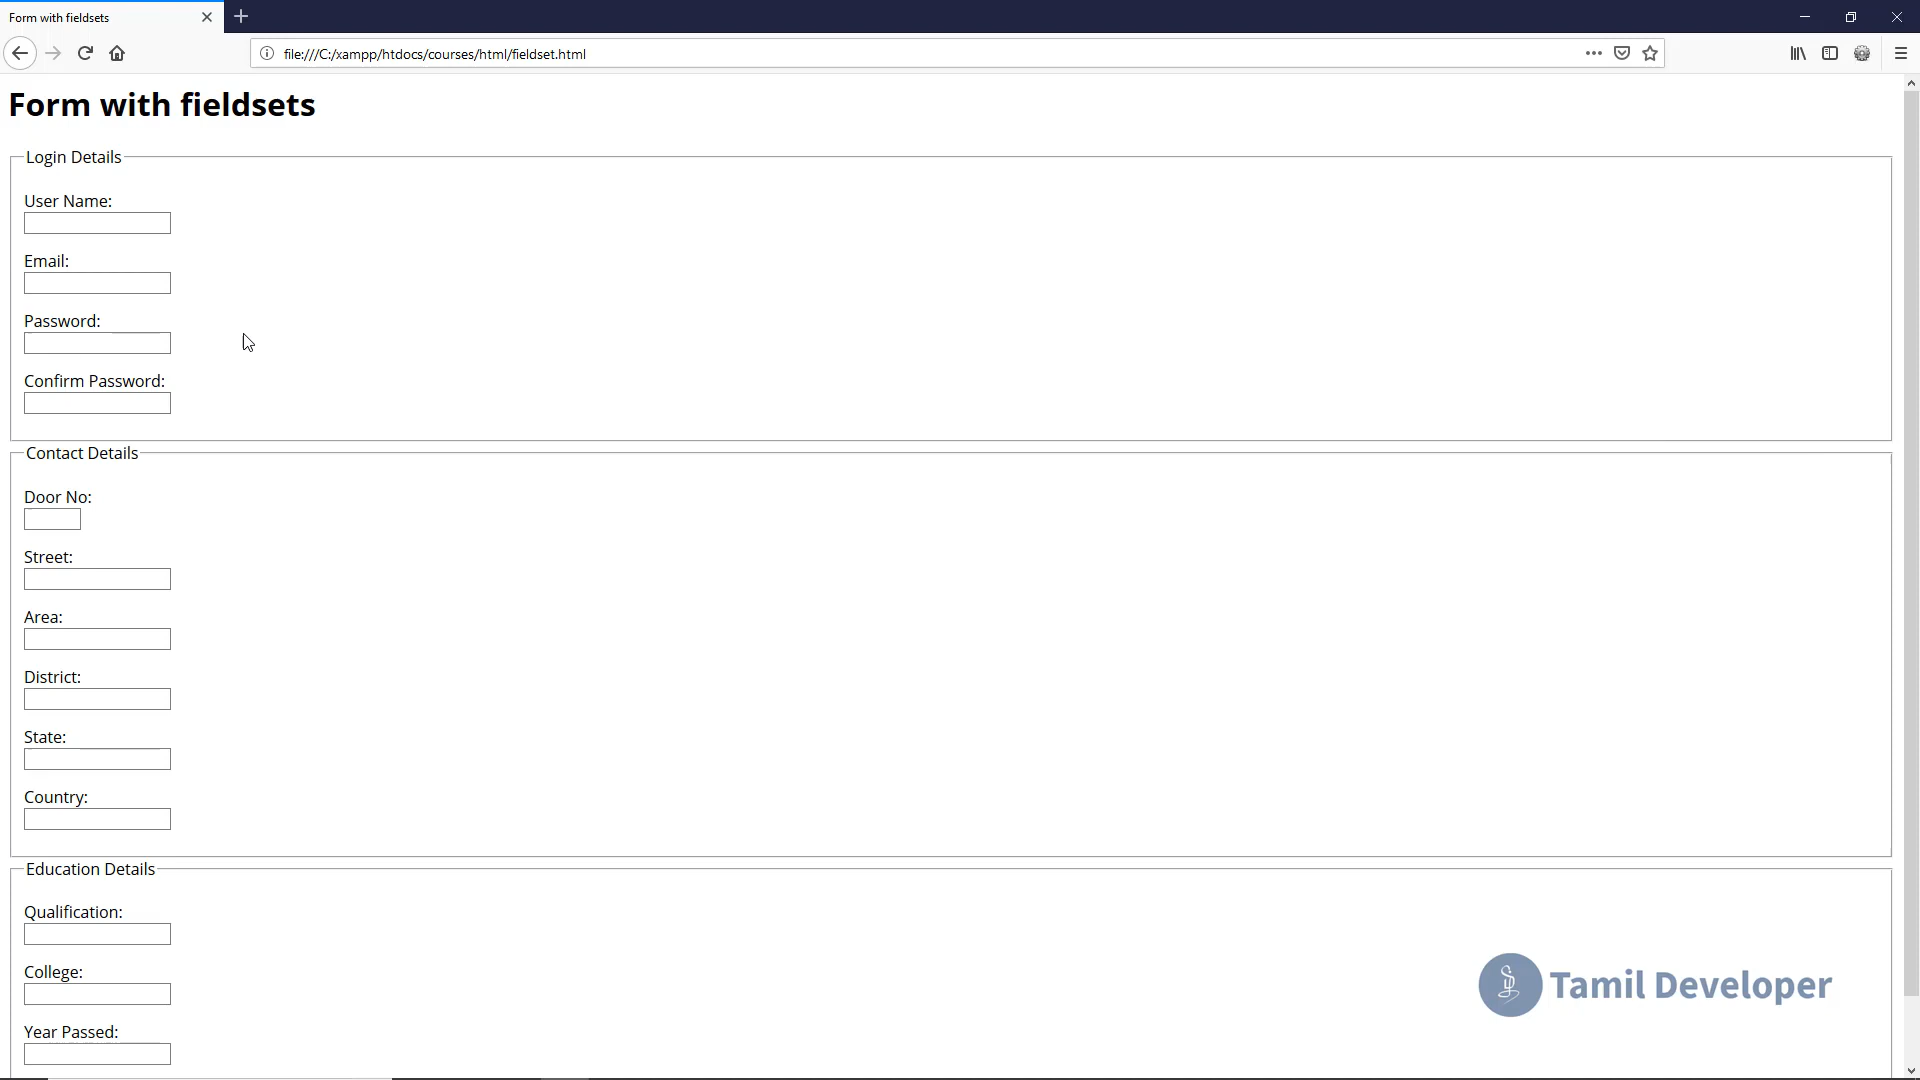 Form with fieldsets
file:///C:/xampp/htdocs/courses/html/fieldset.html
Form with fieldsets
Login Details
User Name:
Email:
Password:
Confirm Password:
Contact Details
Door No:
Street:
Area:
District:
State:
Country:
Education Details
Qualification:
College:
Year Passed:
Tamil Developer